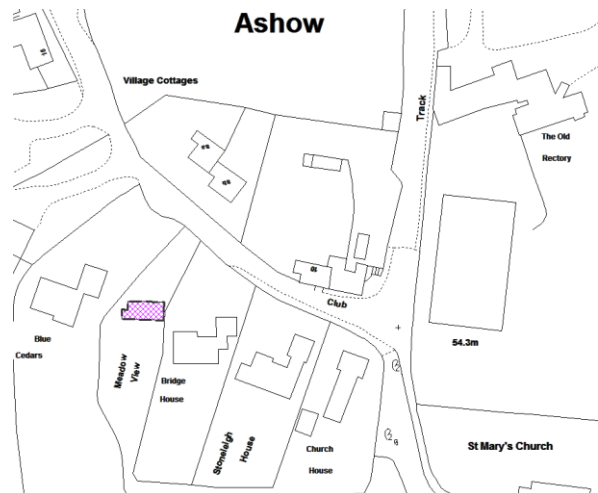 Ashow
Village Cottages
Track
The Old
Rectory
Club
Blue
Cedars
Meadow
View
Bridge
House
Stoneleigh
House
Church
House
54.3m
St Mary's Church